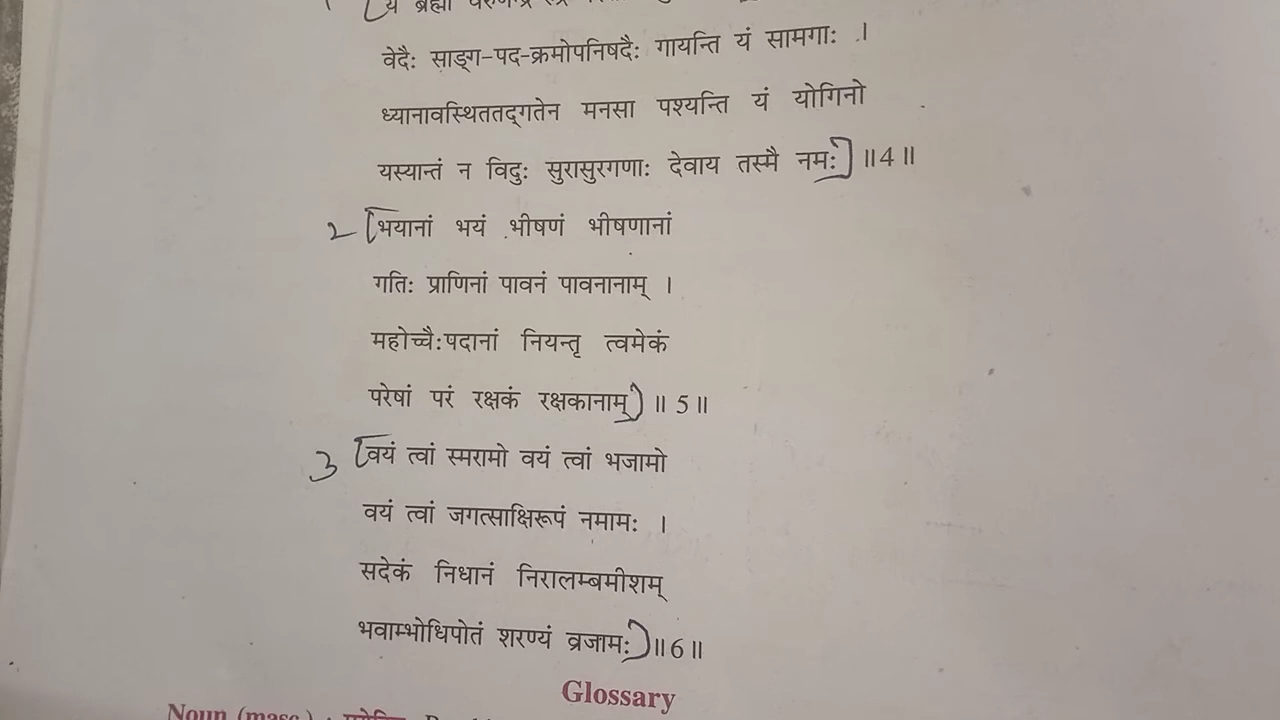 वेदैः साङ्ग-पद-क्रमोपनिषदैः गायन्ति यं सामगाः ।
ध्यानावस्थिततद्‌गतेन मनसा पश्यन्ति यं योगिनो
यस्यान्तं न विदुः सुरासुरगणाः देवाय तस्मै नमः ॥4॥
2 भयानां भयं भीषणं भीषणानां
गतिः प्राणिनां पावनं पावनानाम् ।
महोच्चैःपदानां नियन्तृ त्वमेकं
परेषां परं रक्षकं रक्षकानाम् ॥ 5 ॥
3 वयं त्वां स्मरामो वयं त्वां भजामो
वयं त्वां जगत्साक्षिरूपं नमामः ।
सदेकं निधानं निरालम्बमीशम्
भवाम्भोधिपोतं शरण्यं व्रजामः ॥6॥
Glossary
Noun (masc.) :